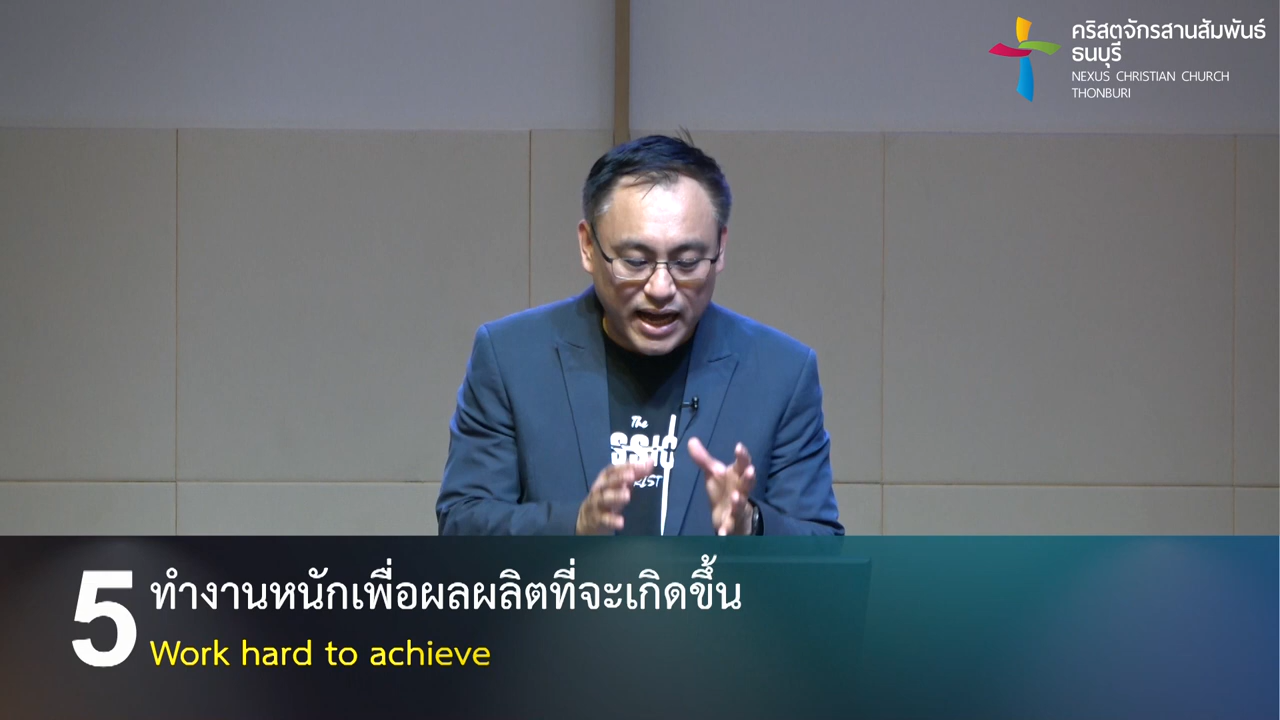 คริสตจักรสานสัมพันธ์
ธนบุรี
NEXUS CHRISTIAN CHURCH
THONBURI
The
5
ทำงานหนักเพื่อผลผลิตที่จะเกิดขึ้น
Work hard to achieve